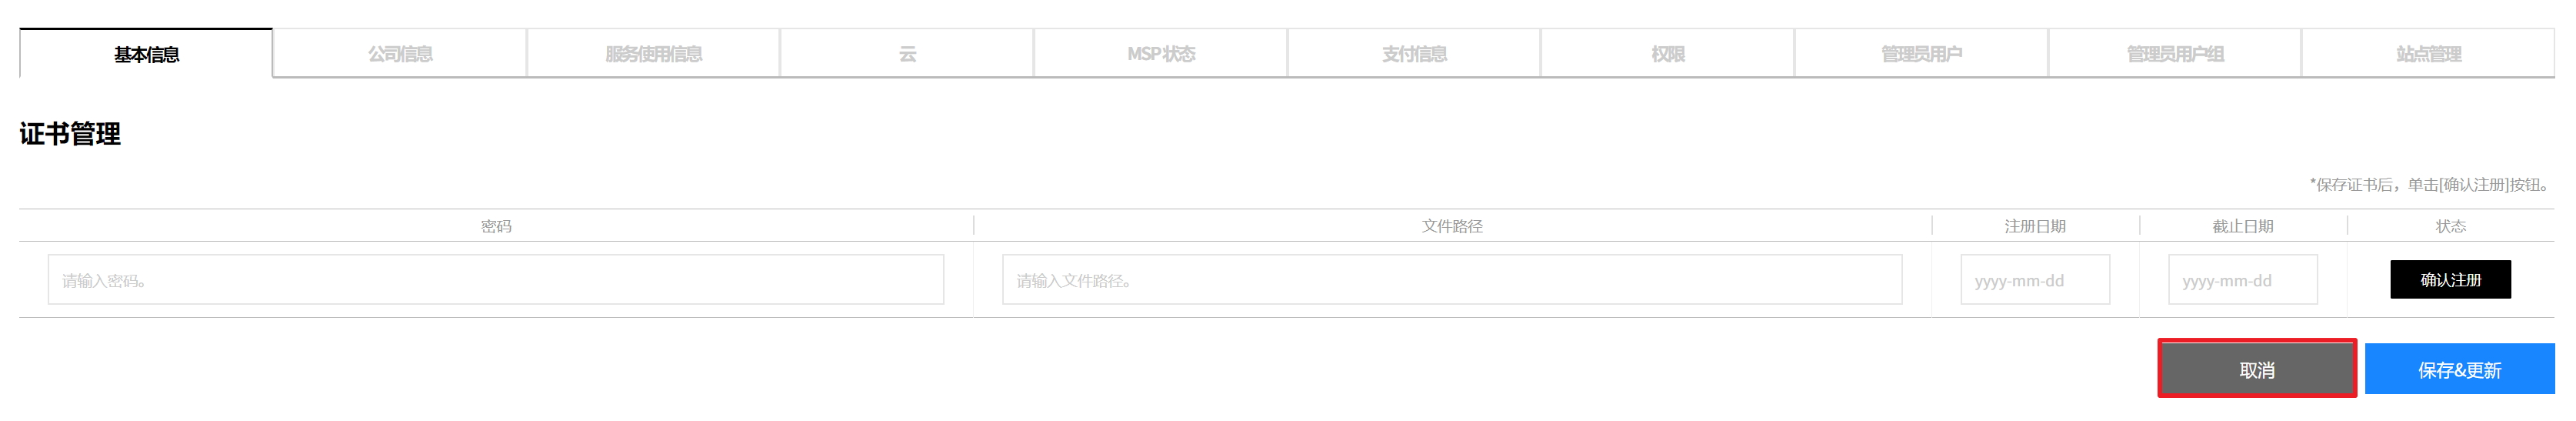 基本信息 公司信息 服务使用信息 云 MSP 状态 支付信息 权限 管理员用户 管理员用户组 站点管理
证书管理
*保存证书后，单击[确认注册]按钮。
密码 文件路径 注册日期 截止日期 状态
请输入密码。 请输入文件路径。 yyyy-mm-dd yyyy-mm-dd 确认注册
取消 保存&更新